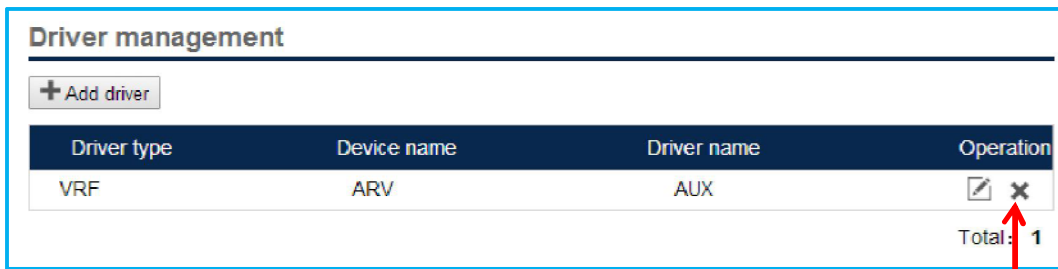 Driver management
Add driver
Driver type Device name Driver name Operation
VRF ARV AUX
Total: 1